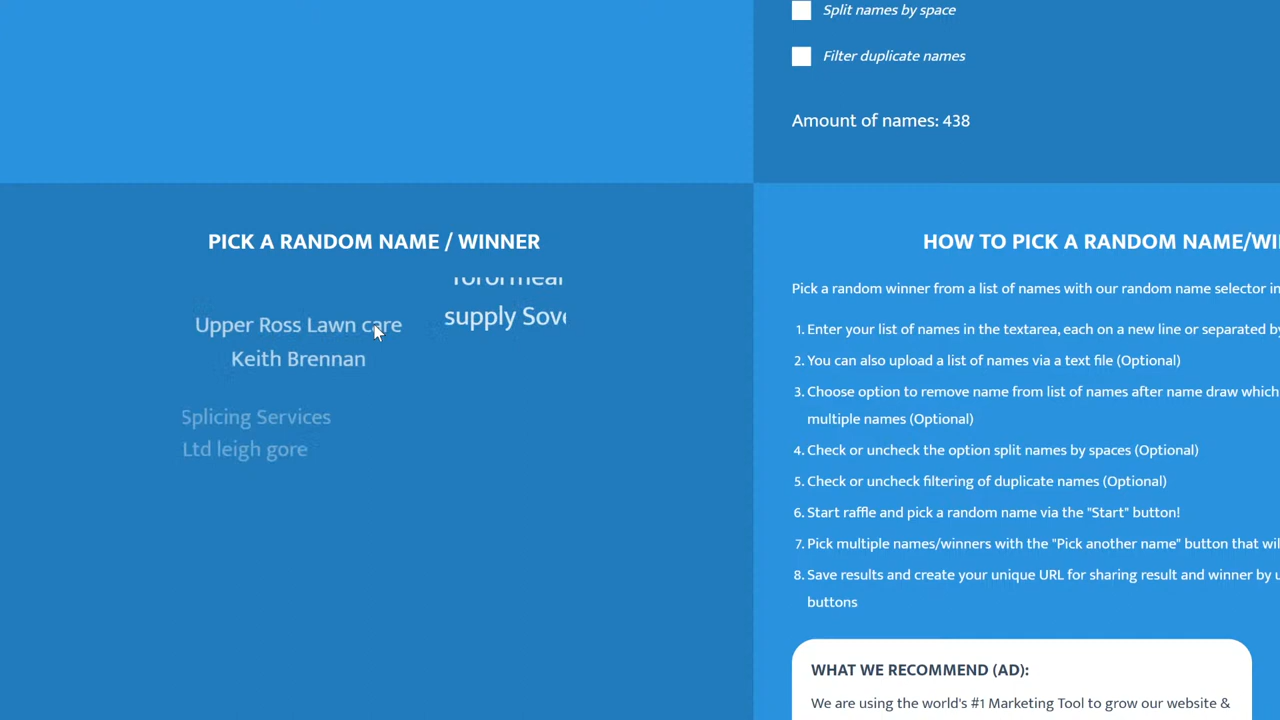 Split names by space
Filter duplicate names
Amount of names: 438
PICK A RANDOM NAME / WINNER
supply Sove
Upper Ross Lawn care
Keith Brennan
Splicing Services
Ltd leigh gore
HOW TO PICK A RANDOM NAME/WI
Pick a random winner from a list of names with our random name selector in
1. Enter your list of names in the textarea, each on a new line or separated by
2. You can also upload a list of names via a text file (Optional)
3. Choose option to remove name from list of names after name draw which
multiple names (Optional)
4. Check or uncheck the option split names by spaces (Optional)
5. Check or uncheck filtering of duplicate names (Optional)
6. Start raffle and pick a random name via the "Start" button!
7. Pick multiple names/winners with the "Pick another name" button that wil
8. Save results and create your unique URL for sharing result and winner by u
buttons
WHAT WE RECOMMEND (AD):
We are using the world's #1 Marketing Tool to grow our website &